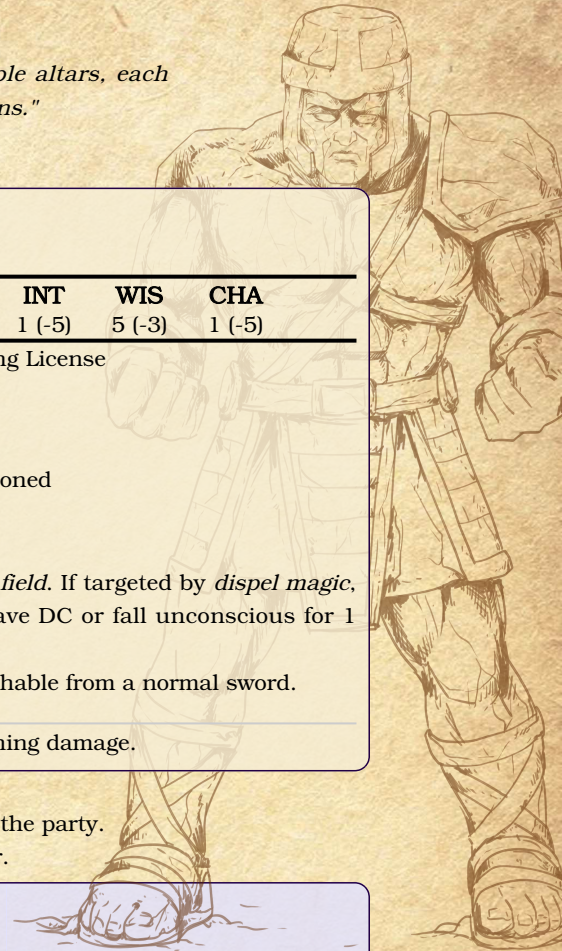 ple altars, each
ns."
INT WIS CHA
1 (-5) 5 (-3) 1 (-5)
ng License
oned
field. If targeted by dispel magic,
ave DC or fall unconscious for 1
hable from a normal sword.
ning damage.
the party.
r.